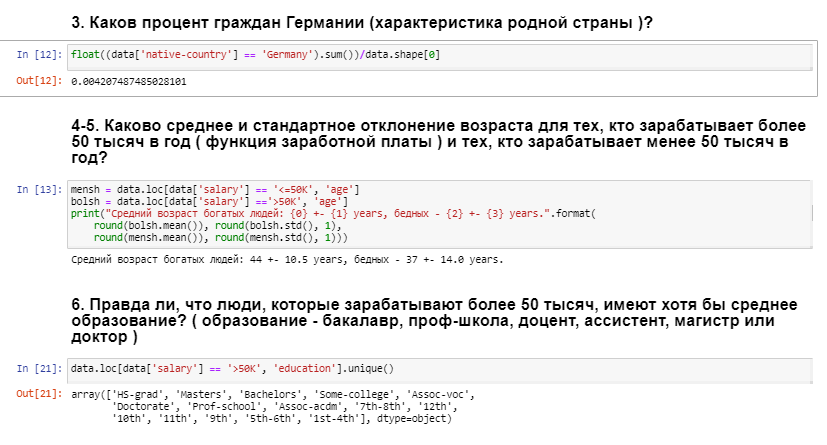 3. Каков процент граждан Германии (характеристика родной страны )?
In [12]: float((data['native-country'] == 'Germany').sum())/data.shape[0]
Out[12]: 0.004207487485028101
4-5. Каково среднее и стандартное отклонение возраста для тех, кто зарабатывает более
50 тысяч в год ( функция заработной платы ) и тех, кто зарабатывает менее 50 тысяч в
год?
In [13]: mensh = data.loc[data['salary'] == '<=50K', 'age']
bolsh = data.loc[data['salary'] =='>50K', 'age']
print("Средний возраст богатых людей: {0} +- {1} years, бедных - {2} +- {3} years.".format(
round(bolsh.mean()), round(bolsh.std(), 1),
round(mensh.mean()), round(mensh.std(), 1)))
Средний возраст богатых людей: 44 +- 10.5 years, бедных - 37 +- 14.0 years.
6. Правда ли, что люди, которые зарабатывают более 50 тысяч, имеют хотя бы среднее
образование? ( образование - бакалавр, проф-школа, доцент, ассистент, магистр или
доктор )
In [21]: data.loc[data['salary'] == '>50K', 'education'].unique()
Out[21]: array(['HS-grad', 'Masters', 'Bachelors', 'Some-college', 'Assoc-voc',
'Doctorate', 'Prof-school', 'Assoc-acdm', '7th-8th', '12th',
'10th', '11th', '9th', '5th-6th', '1st-4th'], dtype=object)